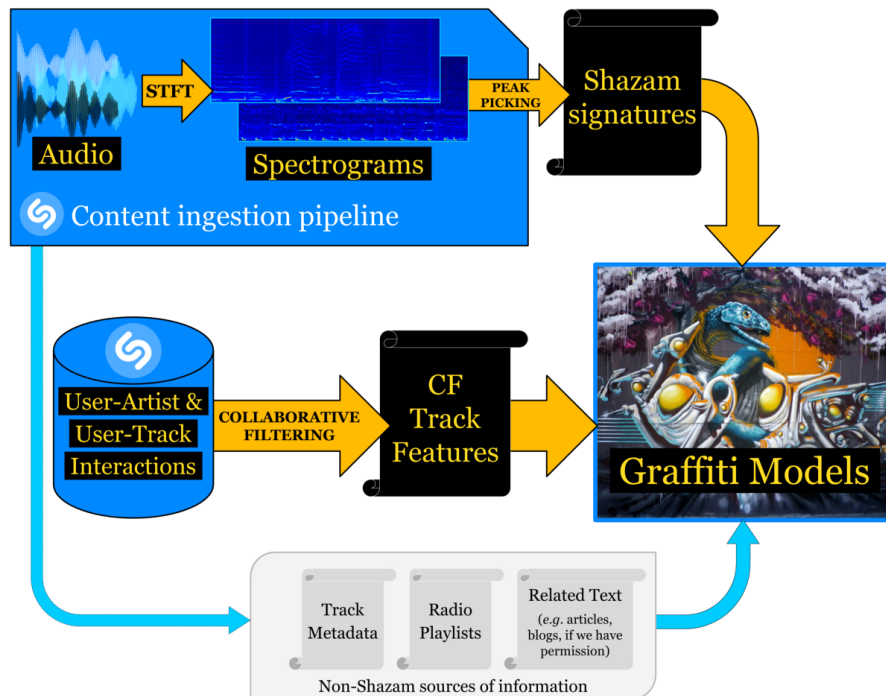 STFT
PEAK
PICKING
Shazam
signatures
Audio
Spectrograms
Content ingestion pipeline
User-Artist &
User-Track
Interactions
COLLABORATIVE
FILTERING
CF
Track
Features
Graffiti Models
Track
Metadata
Radio
Playlists
Related Text
(e.g. articles,
blogs, if we have
permission)
Non-Shazam sources of information